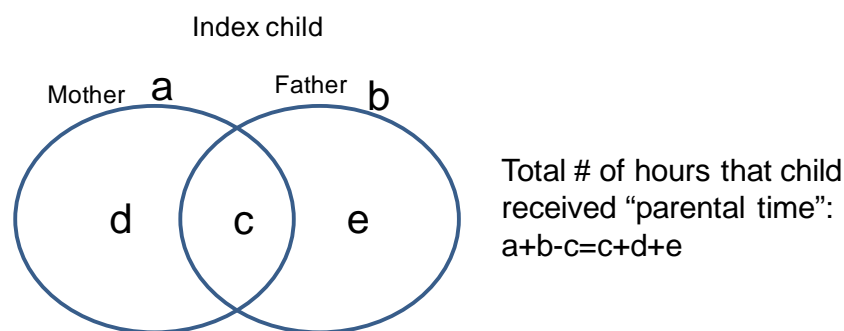 Index child
Mother a
Father b
d c e
Total # of hours that child
received “parental time”:
a+b-c=c+d+e